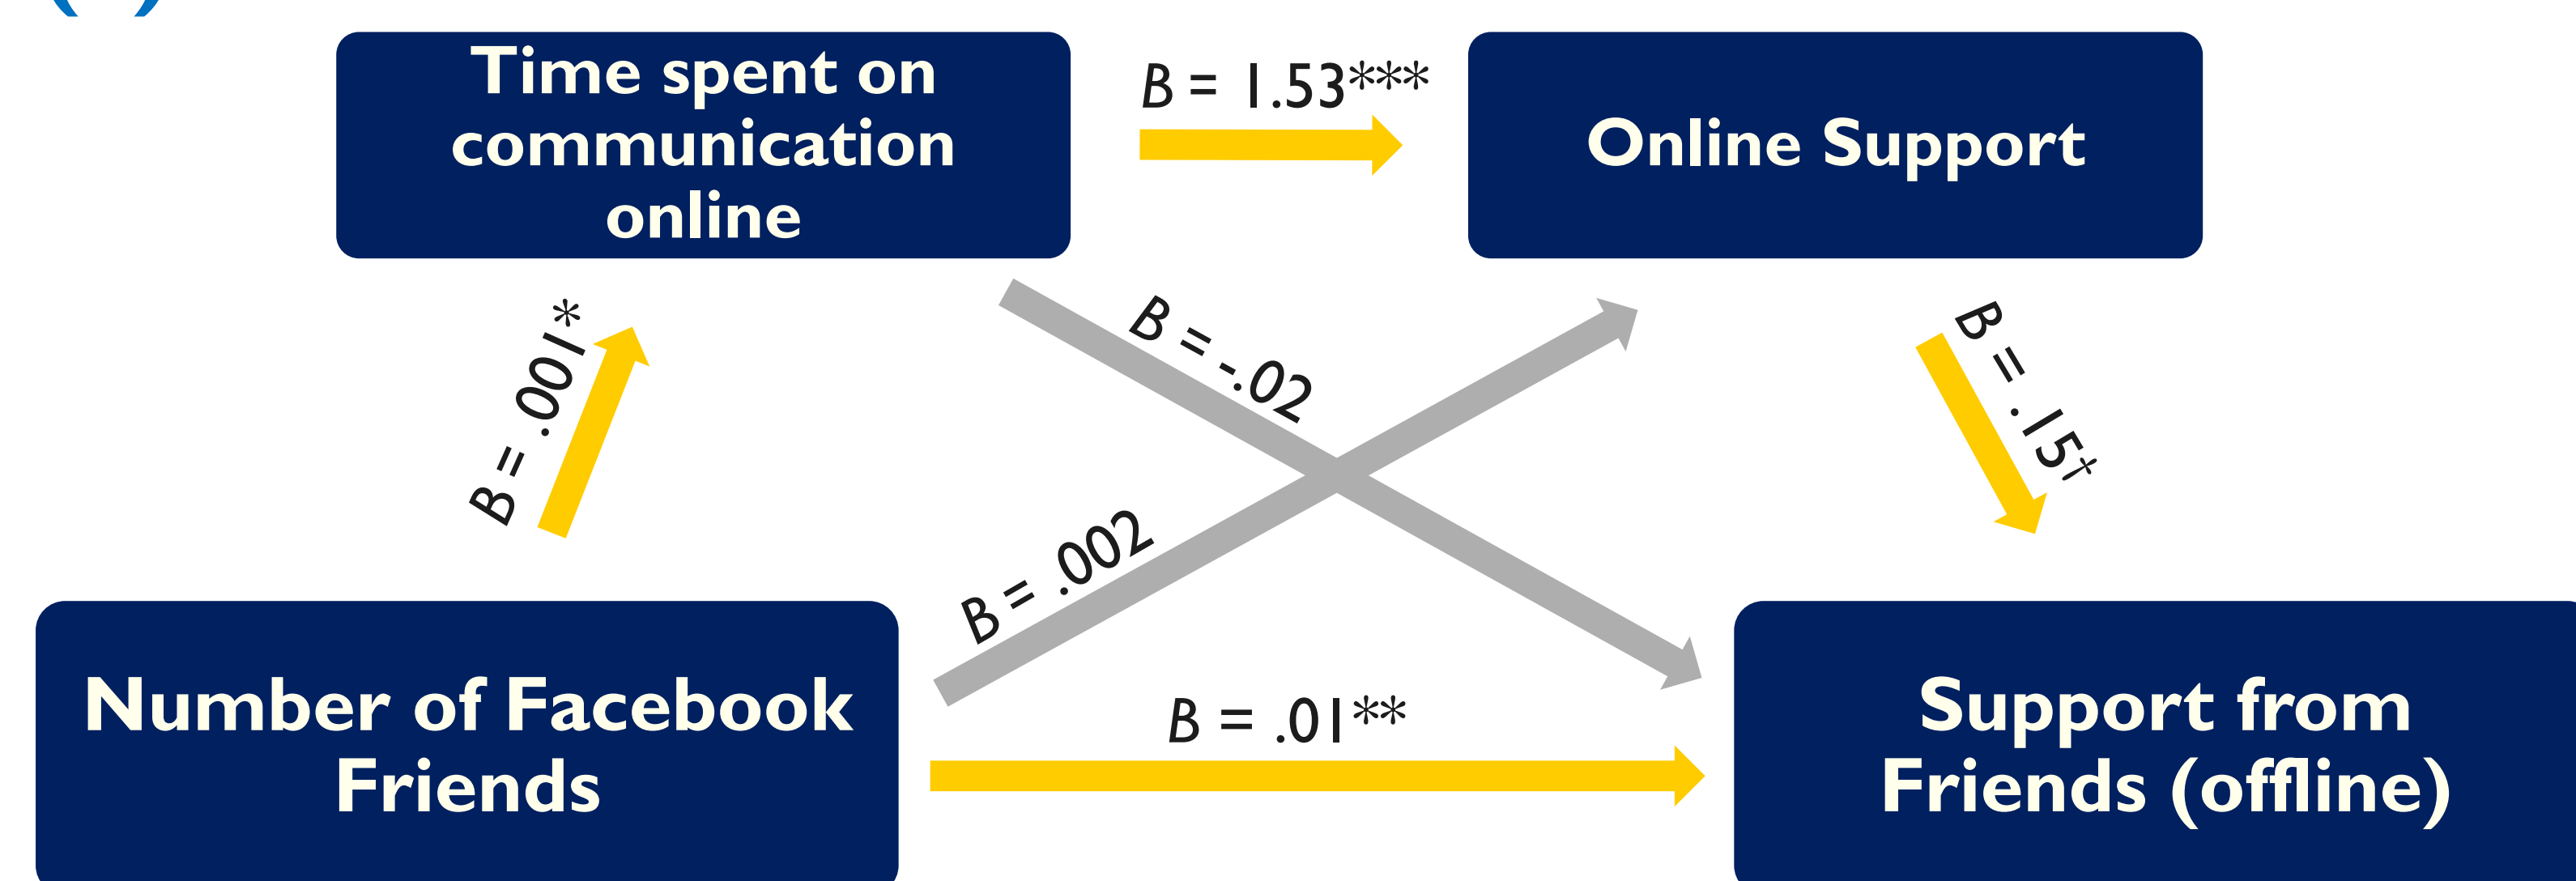 Time spent on
communication
online
B = 1.53***
Online Support
B = .001*
B = -.02
B = .002
B = .15†
Number of Facebook
Friends
B = .01**
Support from
Friends (offline)